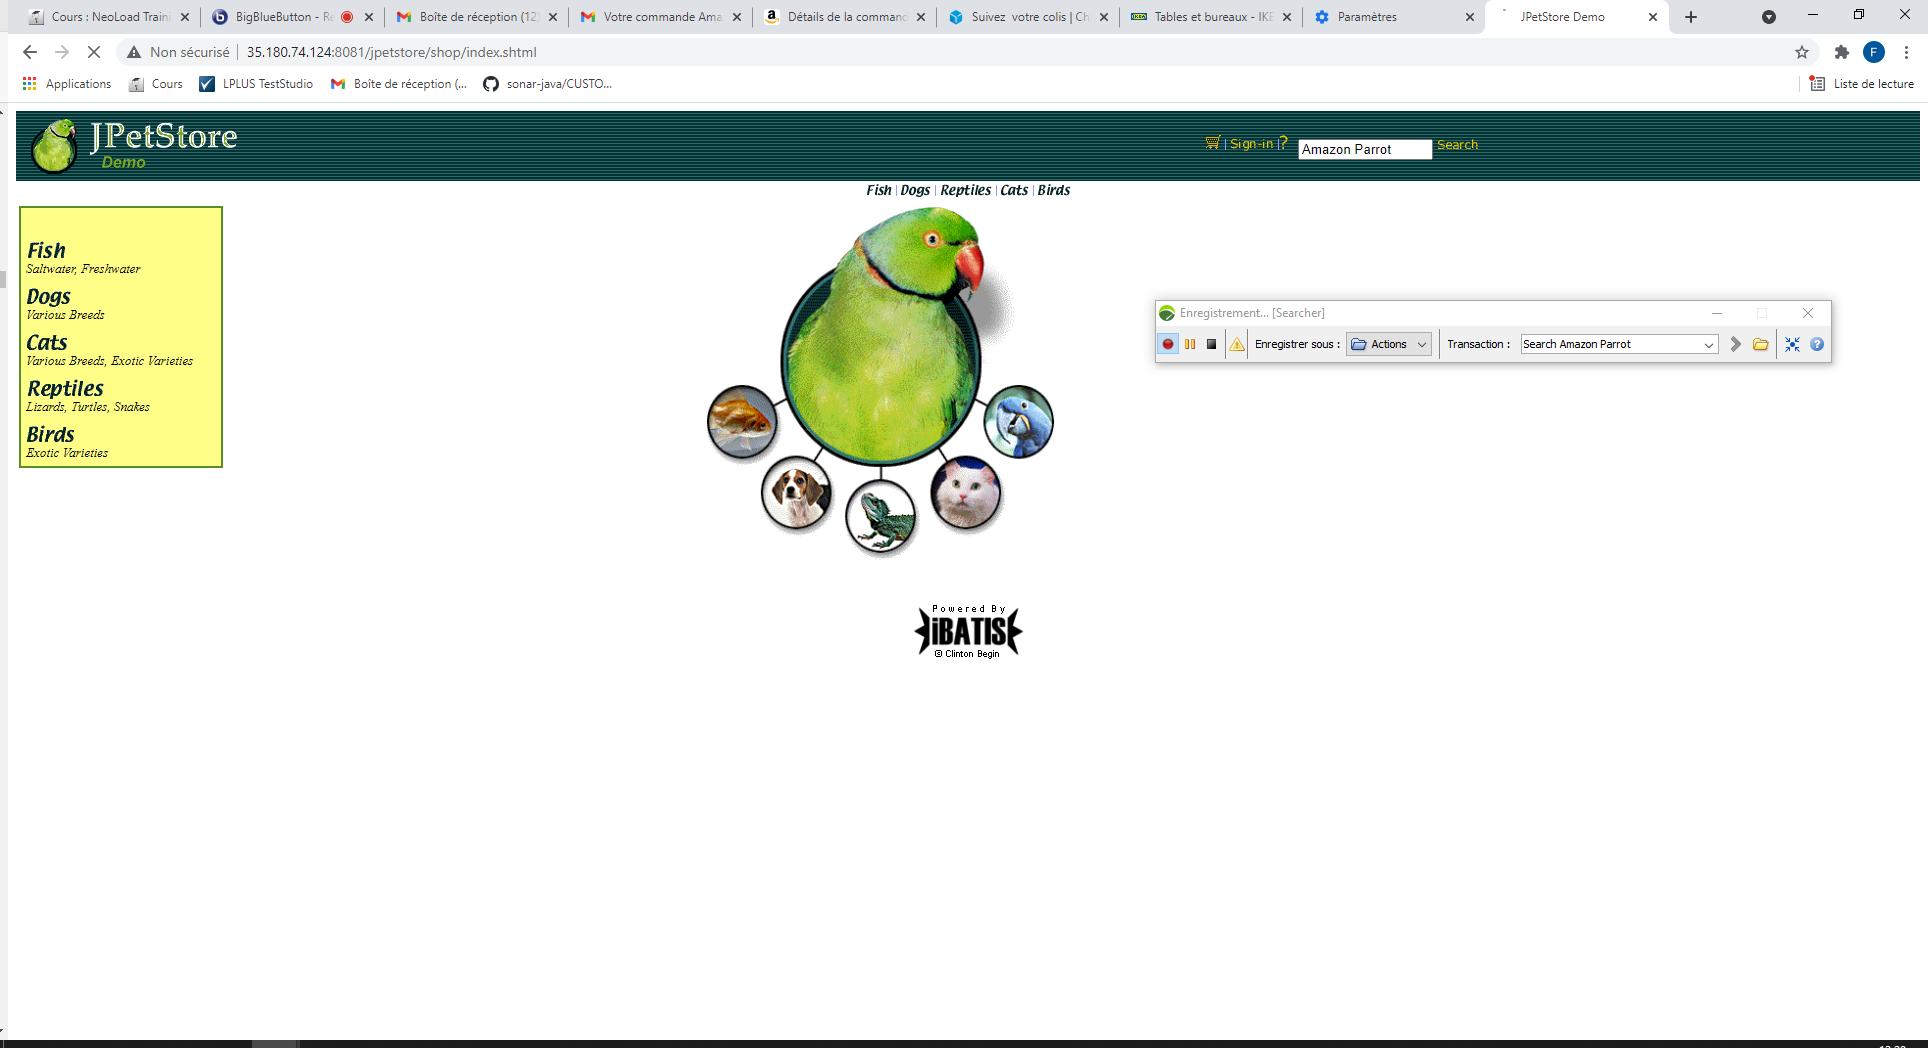 Cours : NeoLoad Traini
BigBlueButton - Re
Boîte de réception (12)
Votre commande Ama
Détails de la command
Suivez votre colis | Ch
Tables et bureaux - IKE
Paramètres
JPetStore Demo
Non sécurisé 35.180.74.124:8081/jpetstore/shop/index.shtml
F
Applications
Cours
LPLUS TestStudio
Boîte de réception (...
sonar-java/CUSTO...
Liste de lecture
JPetStore
Demo
| Sign-in | ? Amazon Parrot Search
Fish | Dogs | Reptiles | Cats | Birds
Fish
Saltwater, Freshwater
Dogs
Various Breeds
Cats
Various Breeds, Exotic Varieties
Reptiles
Lizards, Turtles, Snakes
Birds
Exotic Varieties
Enregistrement... [Searcher]
Enregistrer sous : Actions Transaction : Search Amazon Parrot
Powered By
iBATIS
© Clinton Begin